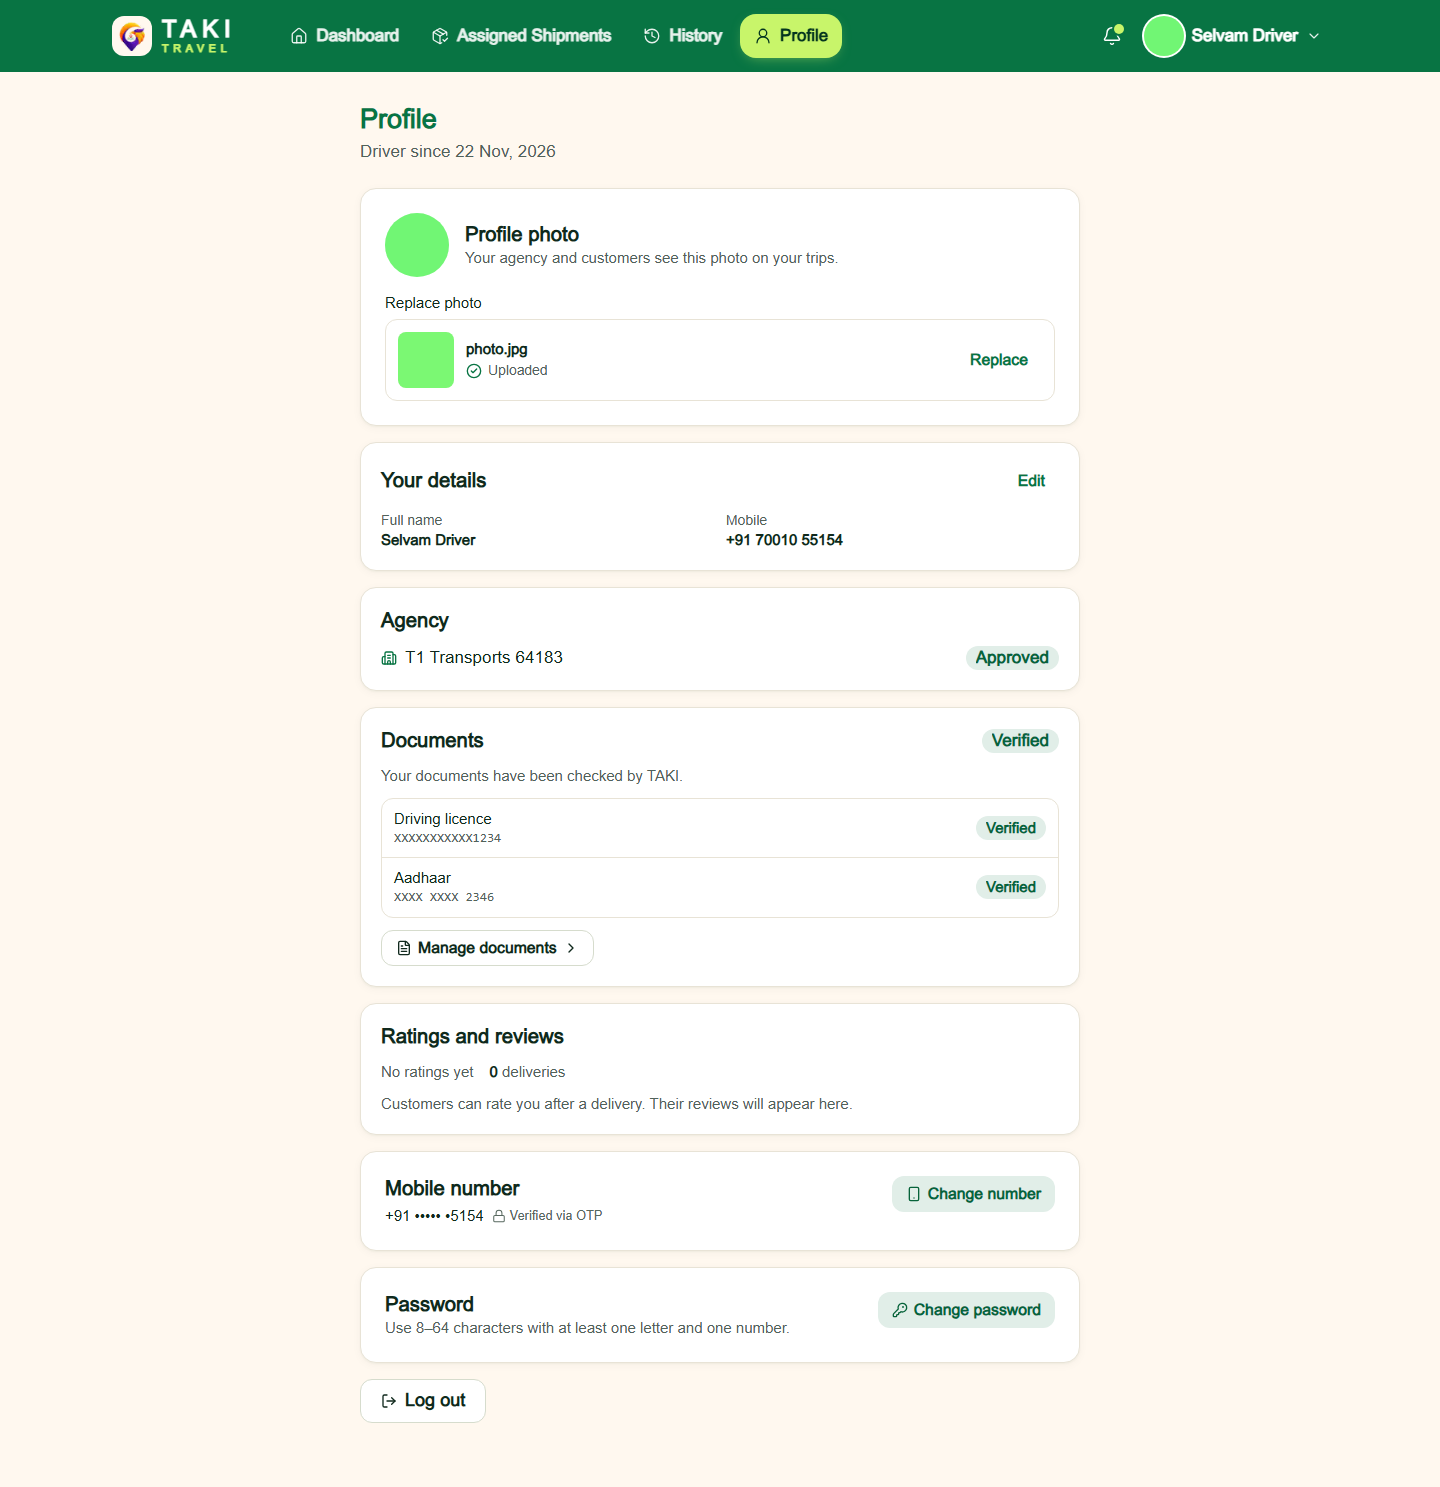 TAKI
TRAVEL
Dashboard
Assigned Shipments
History
Profile
Selvam Driver
Profile
Driver since 22 Nov, 2026
Profile photo
Your agency and customers see this photo on your trips.
Replace photo
photo.jpg
Uploaded
Replace
Your details
Edit
Full name
Mobile
Selvam Driver
+91 70010 55154
Agency
T1 Transports 64183
Approved
Documents
Verified
Your documents have been checked by TAKI.
Driving licence
XXXXXXXXXXX1234
Verified
Aadhaar
XXXX XXXX 2346
Verified
Manage documents
Ratings and reviews
No ratings yet 0 deliveries
Customers can rate you after a delivery. Their reviews will appear here.
Mobile number
+91 ••••• •5154 Verified via OTP
Change number
Password
Use 8–64 characters with at least one letter and one number.
Change password
Log out